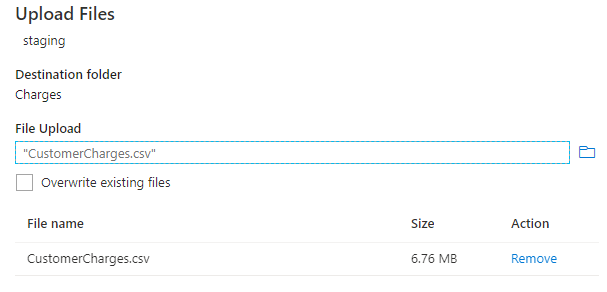 Upload Files
staging
Destination folder
Charges
File Upload
"CustomerCharges.csv"
Overwrite existing files
File name Size Action
CustomerCharges.csv 6.76 MB Remove